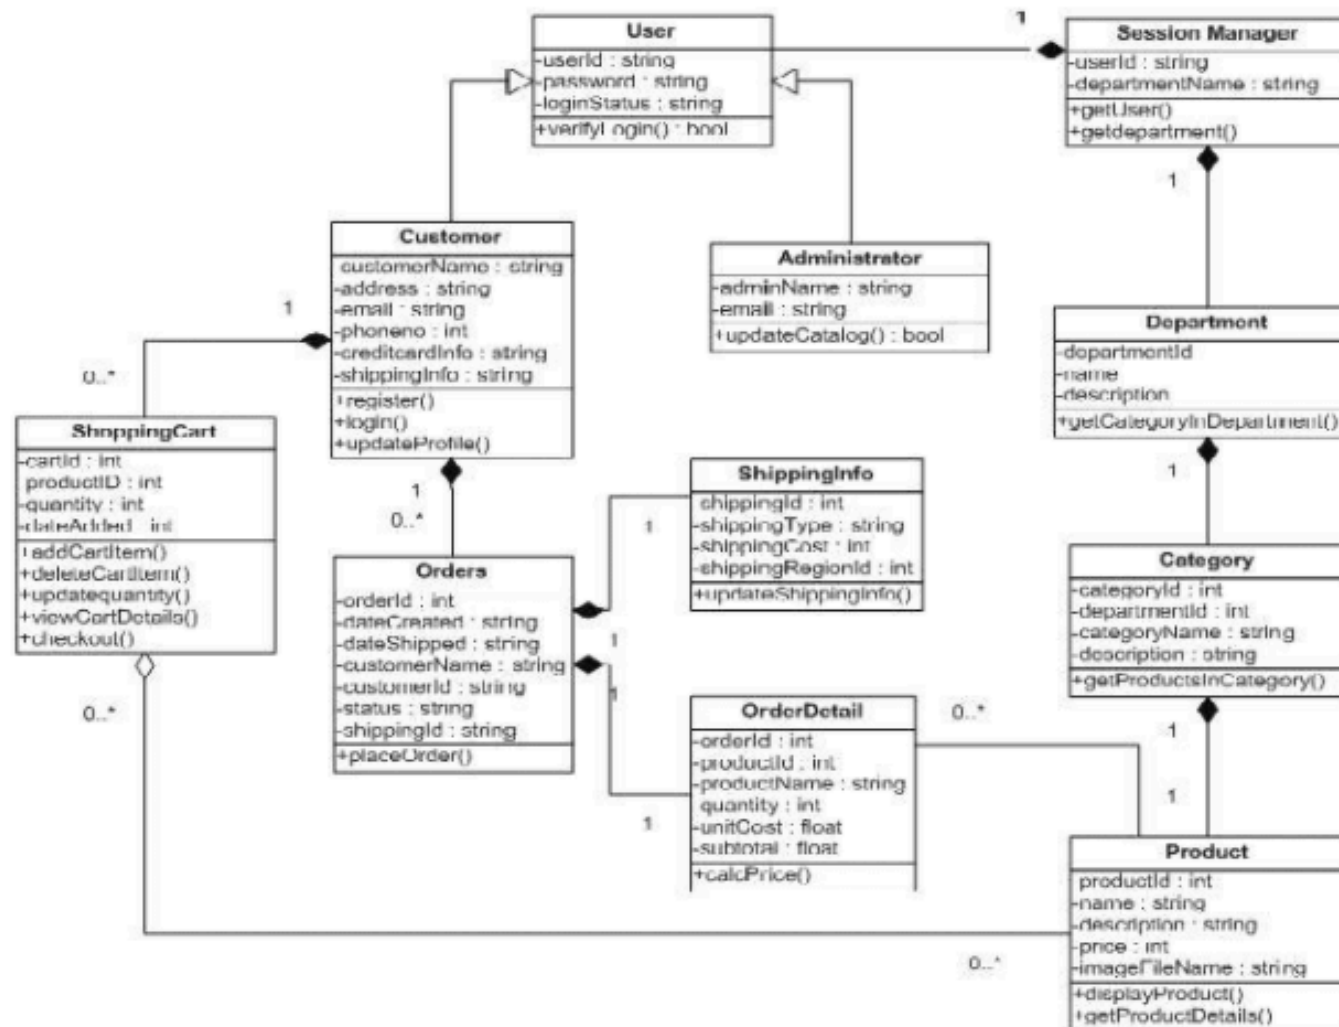 User
-userId : string
-password : string
-loginStatus : string
+verifyLogin() : bool
1
Session Manager
-userId : string
-departmentName : string
+getUser()
+getdepartment()
1
Customer
customerName : string
-address : string
-email : string
-phoneno : int
-creditcardInfo : string
-shippingInfo : string
+register()
+login()
+updateProfile()
Administrator
-adminName : string
-email : string
+updateCatalog() : bool
Department
-departmentId
-name
-description
+getCategoryInDepartment()
1
1
0..*
ShoppingCart
-cartId : int
productID : int
-quantity : int
-dateAdded : int
+addCartItem()
+deleteCartItem()
+updatequantity()
+viewCartDetails()
+checkout()
0..*
1
0..*
ShippingInfo
shippingId : int
-shippingType : string
-shippingCost : int
-shippingRegionId : int
+updateShippingInfo()
1
Orders
-orderId : int
-dateCreated : string
-dateShipped : string
-customerName : string
-customerId : string
-status : string
-shippingId : string
+placeOrder()
1
1
Category
-categoryId : int
-departmentId : int
-categoryName : string
-description : string
+getProductsInCategory()
1
1
OrderDetail
-orderId : int
-productId : int
-productName : string
quantity : int
-unitCost : float
-subtotal : float
+calcPrice()
1
0..*
Product
productId : int
-name : string
-description : string
-price : int
-imageFileName : string
+displayProduct()
+getProductDetails()
0..*